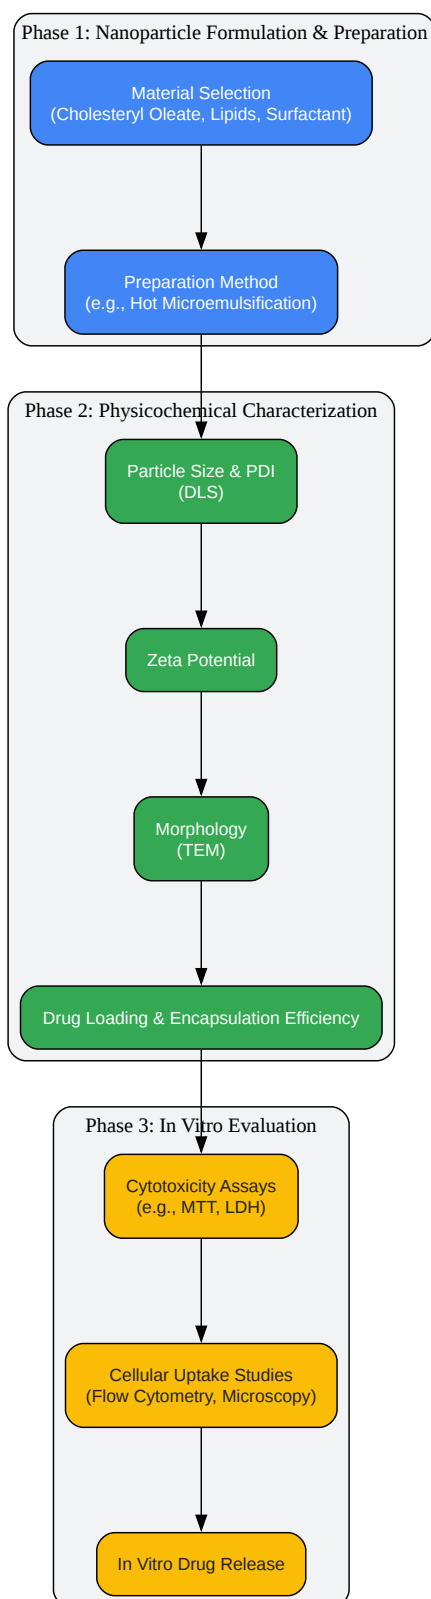 Phase 1: Nanoparticle Formulation & Preparation
Material Selection
(Cholesteryl Oleate, Lipids, Surfactant)
Preparation Method
(e.g., Hot Microemulsification)
Phase 2: Physicochemical Characterization
Particle Size & PDI
(DLS)
Zeta Potential
Morphology
(TEM)
Drug Loading & Encapsulation Efficiency
Phase 3: In Vitro Evaluation
Cytotoxicity Assays
(e.g., MTT, LDH)
Cellular Uptake Studies
(Flow Cytometry, Microscopy)
In Vitro Drug Release